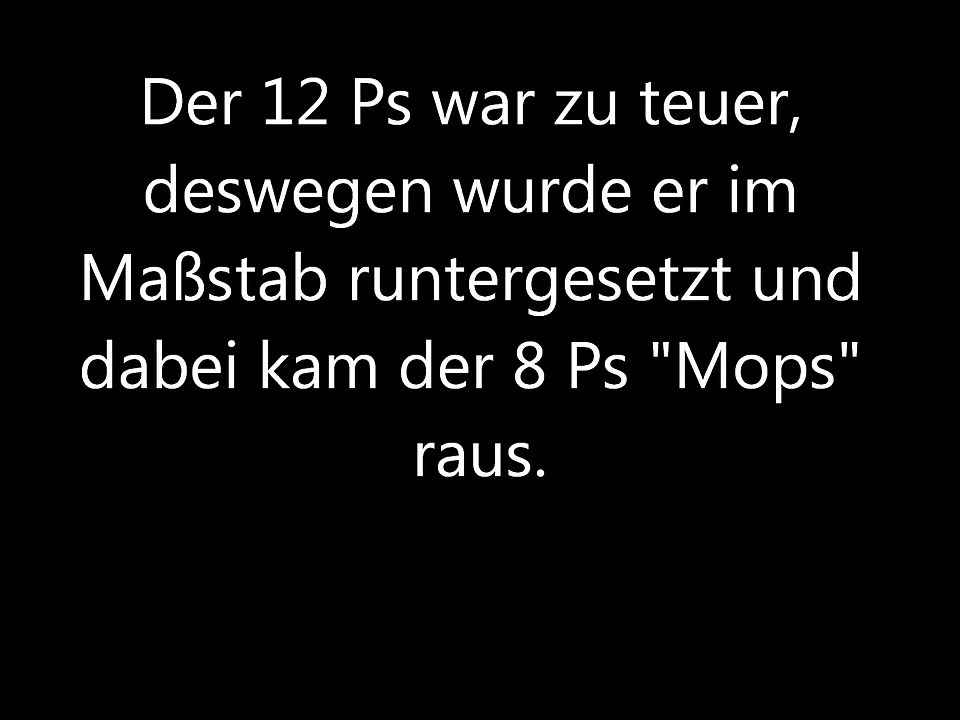 Der 12 Ps war zu teuer,
deswegen wurde er im
Maßstab runtergesetzt und
dabei kam der 8 Ps "Mops"
raus.